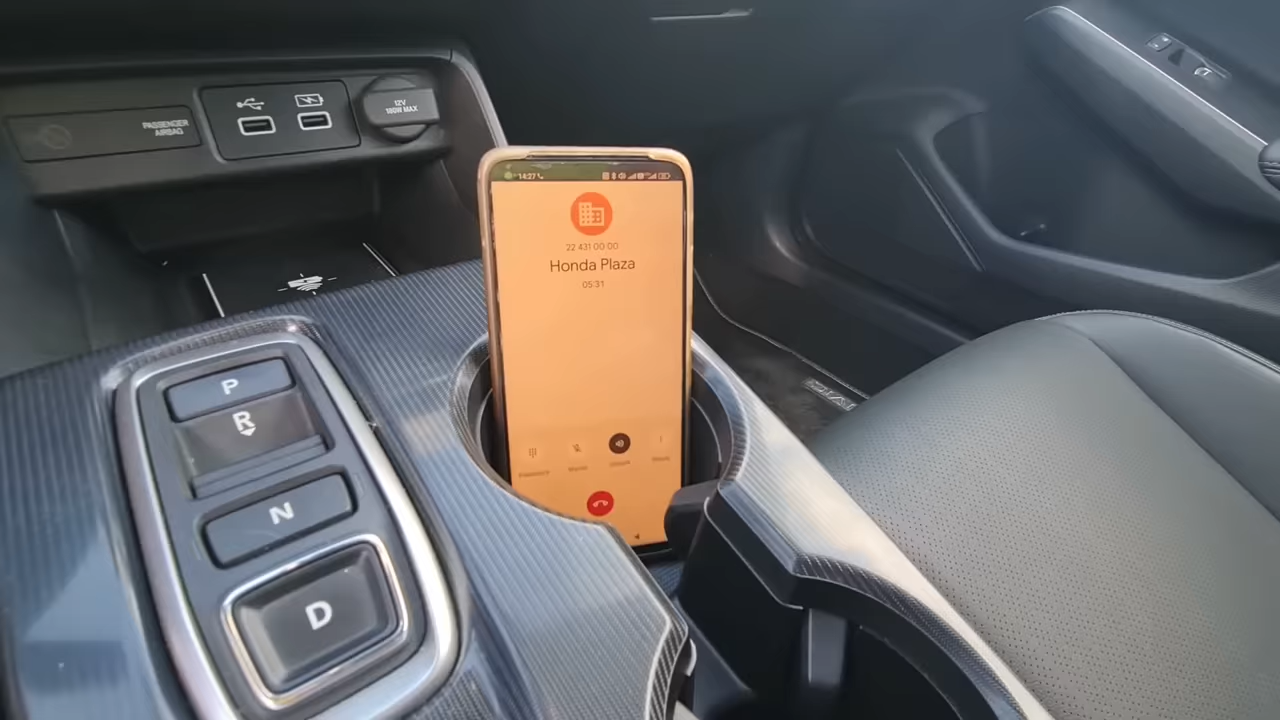 PASSENGER
AIRBAG
12V
180W MAX
14:27
22 431 00 00
Honda Plaza
05:31
P
R
N
D